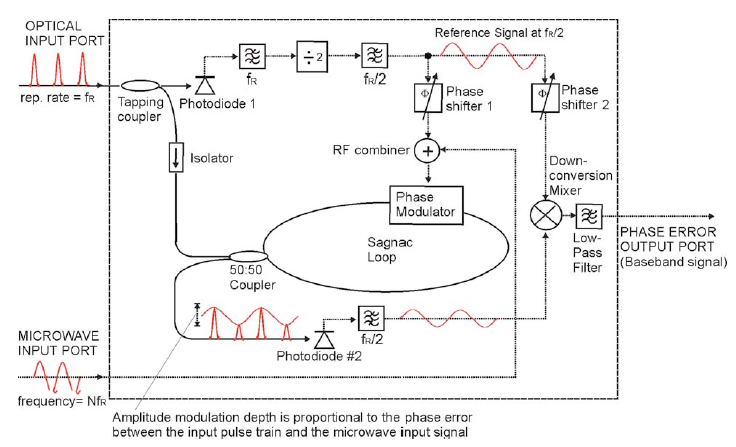 OPTICAL
INPUT PORT
rep. rate = fR
Tapping
coupler
Photodiode 1
fR
÷2
fR/2
Reference Signal at fR/2
Φ
Phase
shifter 1
Φ
Phase
shifter 2
Isolator
RF combiner
+
Down-
conversion
Mixer
Phase
Modulator
Sagnac
Loop
50:50
Coupler
Low-
Pass
Filter
PHASE ERROR
OUTPUT PORT
(Baseband signal)
fR/2
Photodiode #2
MICROWAVE
INPUT PORT
frequency= NfR
Amplitude modulation depth is proportional to the phase error
between the input pulse train and the microwave input signal